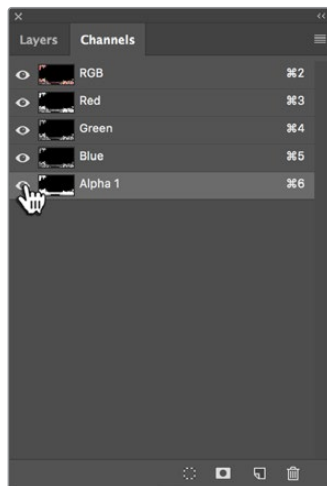 Layers Channels
RGB ⌘2
Red ⌘3
Green ⌘4
Blue ⌘5
Alpha 1 ⌘6